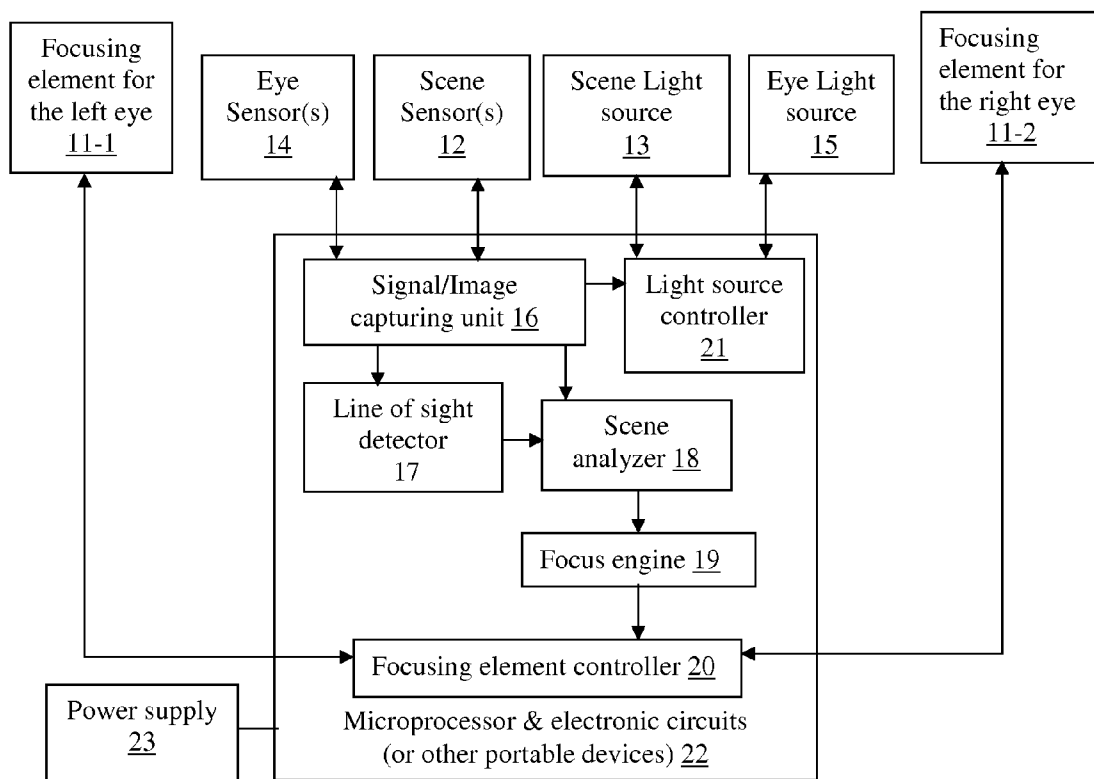 Focusing
element for
the left eye
11-1
Eye
Sensor(s)
14
Scene
Sensor(s)
12
Scene Light
source
13
Eye Light
source
15
Focusing
element for
the right eye
11-2
Signal/Image
capturing unit 16
Light source
controller
21
Line of sight
detector
17
Scene
analyzer 18
Focus engine 19
Focusing element controller 20
Power supply
23
Microprocessor & electronic circuits
(or other portable devices) 22